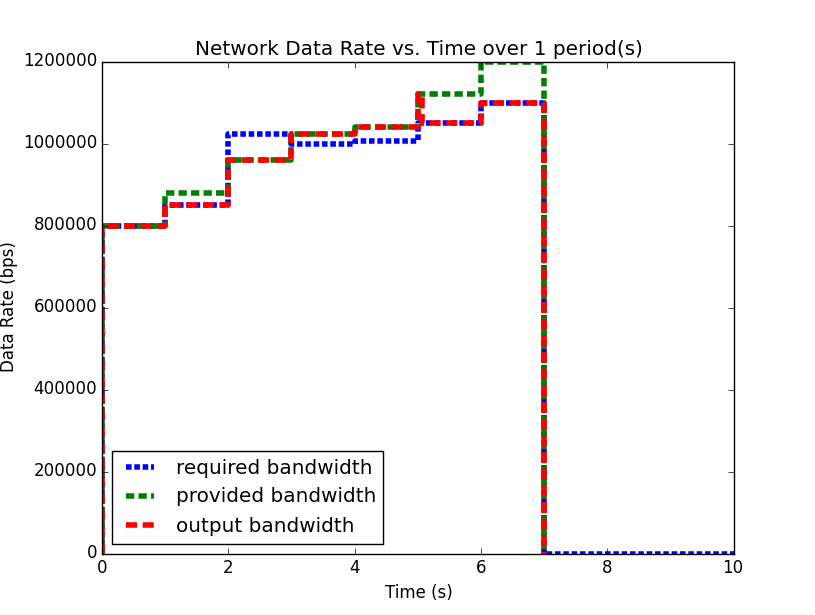 Network Data Rate vs. Time over 1 period(s)
1200000
1000000
800000
600000
400000
200000
0
Data Rate (bps)
required bandwidth
provided bandwidth
output bandwidth
0 2 4 6 8 10
Time (s)